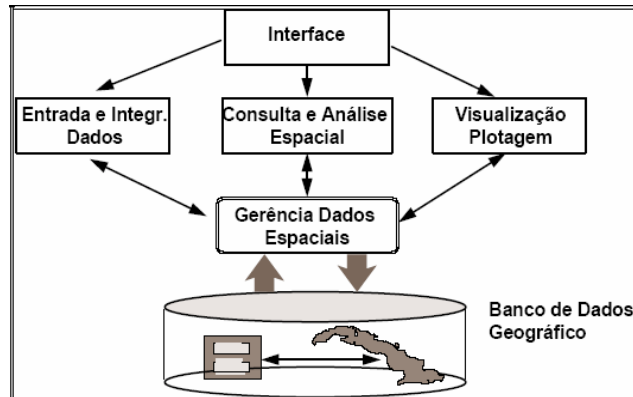 Interface
Entrada e Integr.
Dados
Consulta e Análise
Espacial
Visualização
Plotagem
Gerência Dados
Espaciais
Banco de Dados
Geográfico